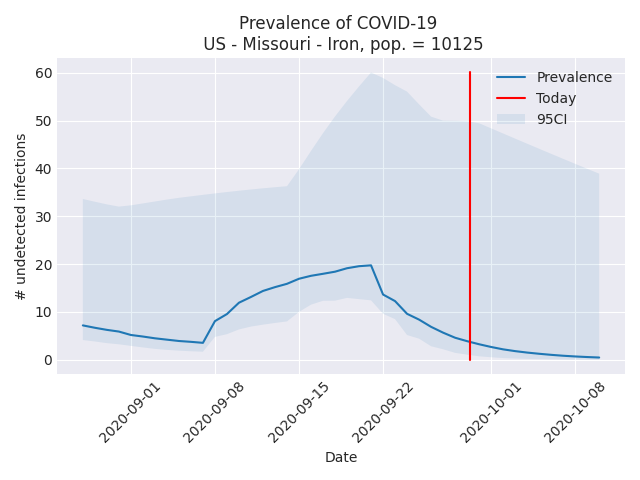 Prevalence of COVID-19
US - Missouri - Iron, pop. = 10125
Prevalence
Today
95CI
# undetected infections
60
50
40
30
20
10
0
2020-09-01
2020-09-08
2020-09-15
2020-09-22
2020-10-01
2020-10-08
Date